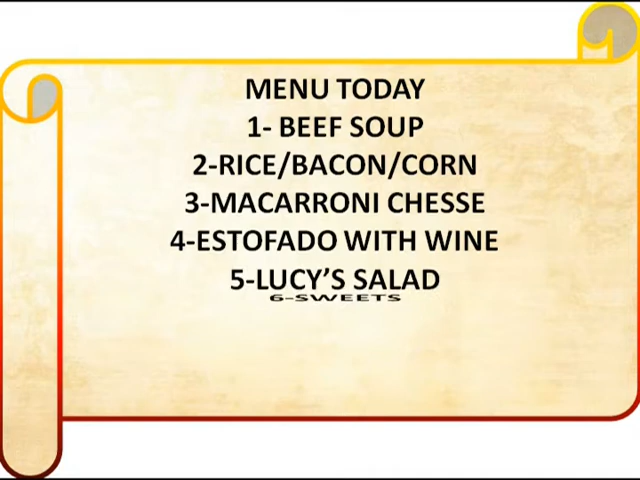 MENU TODAY
1- BEEF SOUP
2-RICE/BACON/CORN
3-MACARRONI CHESSE
4-ESTOFADO WITH WINE
5-LUCY’S SALAD
6-SWEETS